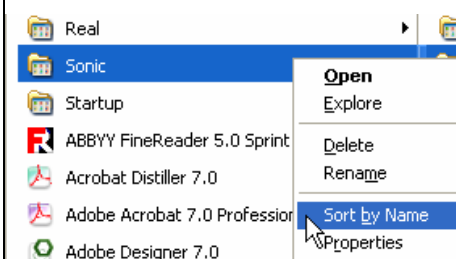 Real
Sonic
Startup
ABBYY FineReader 5.0 Sprint
Acrobat Distiller 7.0
Adobe Acrobat 7.0 Profession
Adobe Designer 7.0
Open
Explore
Delete
Rename
Sort by Name
Properties